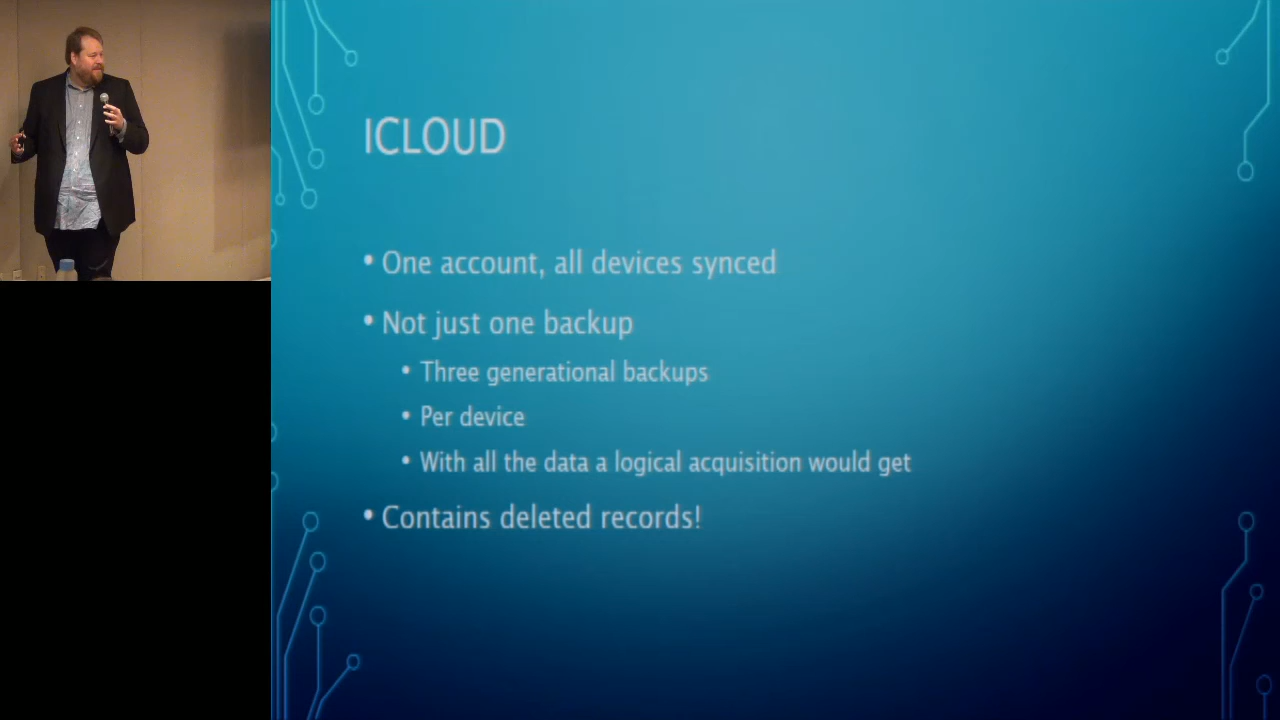 ICLOUD
• One account, all devices synced
• Not just one backup
• Three generational backups
• Per device
• With all the data a logical acquisition would get
• Contains deleted records!